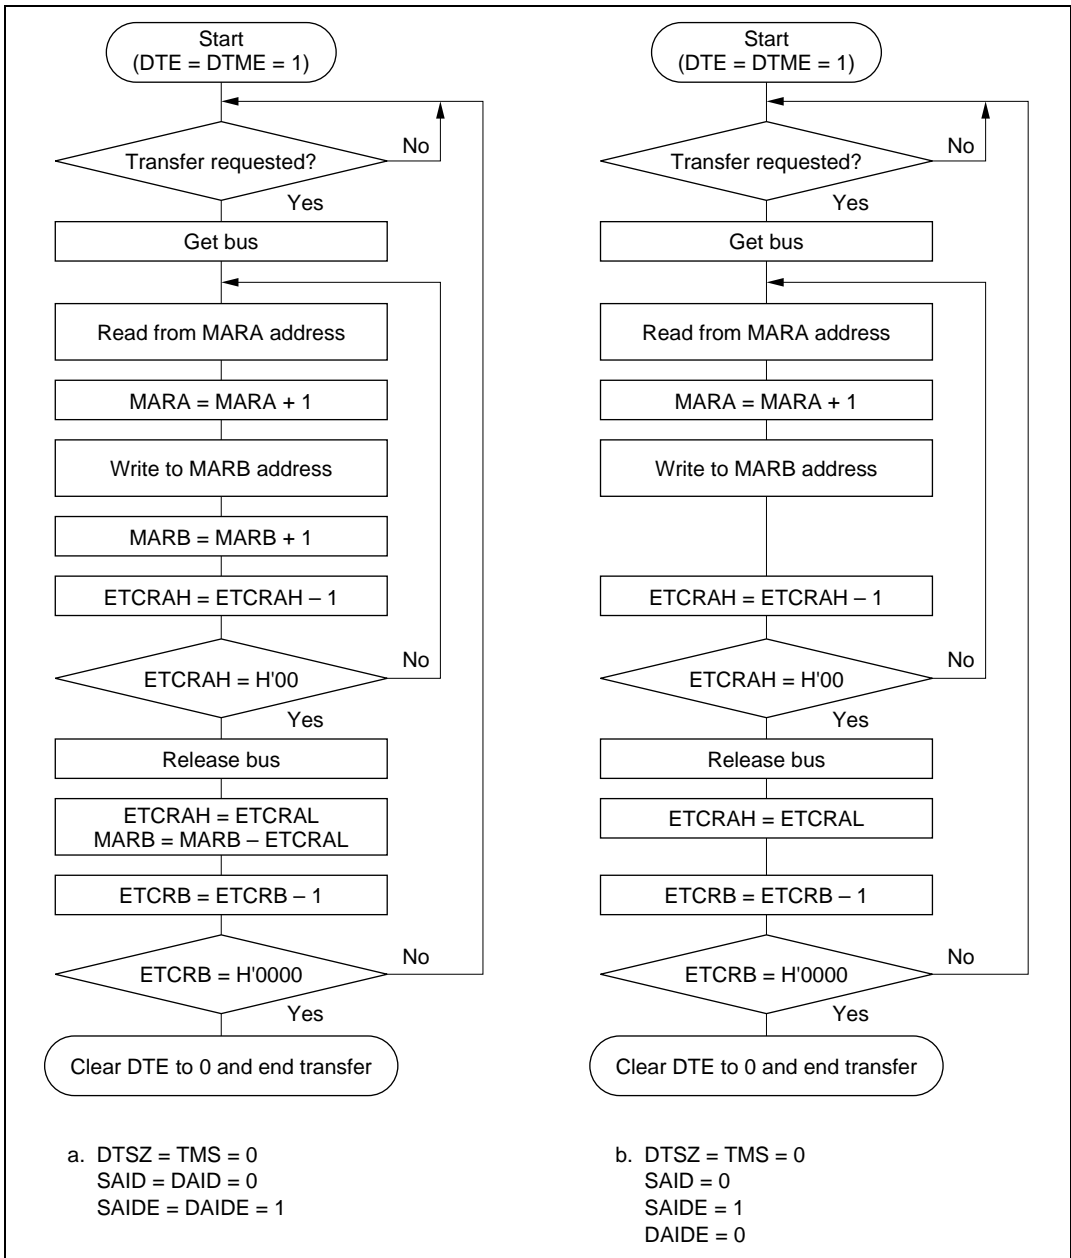 Start
(DTE = DTME = 1)
No
Transfer requested?
Yes
Get bus
Read from MARA address
MARA = MARA + 1
Write to MARB address
MARB = MARB + 1
ETCRAH = ETCRAH – 1
No
ETCRAH = H'00
Yes
Release bus
ETCRAH = ETCRAL
MARB = MARB – ETCRAL
ETCRB = ETCRB – 1
No
ETCRB = H'0000
Yes
Clear DTE to 0 and end transfer
a. DTSZ = TMS = 0
SAID = DAID = 0
SAIDE = DAIDE = 1
Start
(DTE = DTME = 1)
No
Transfer requested?
Yes
Get bus
Read from MARA address
MARA = MARA + 1
Write to MARB address
ETCRAH = ETCRAH – 1
No
ETCRAH = H'00
Yes
Release bus
ETCRAH = ETCRAL
ETCRB = ETCRB – 1
No
ETCRB = H'0000
Yes
Clear DTE to 0 and end transfer
b. DTSZ = TMS = 0
SAID = 0
SAIDE = 1
DAIDE = 0